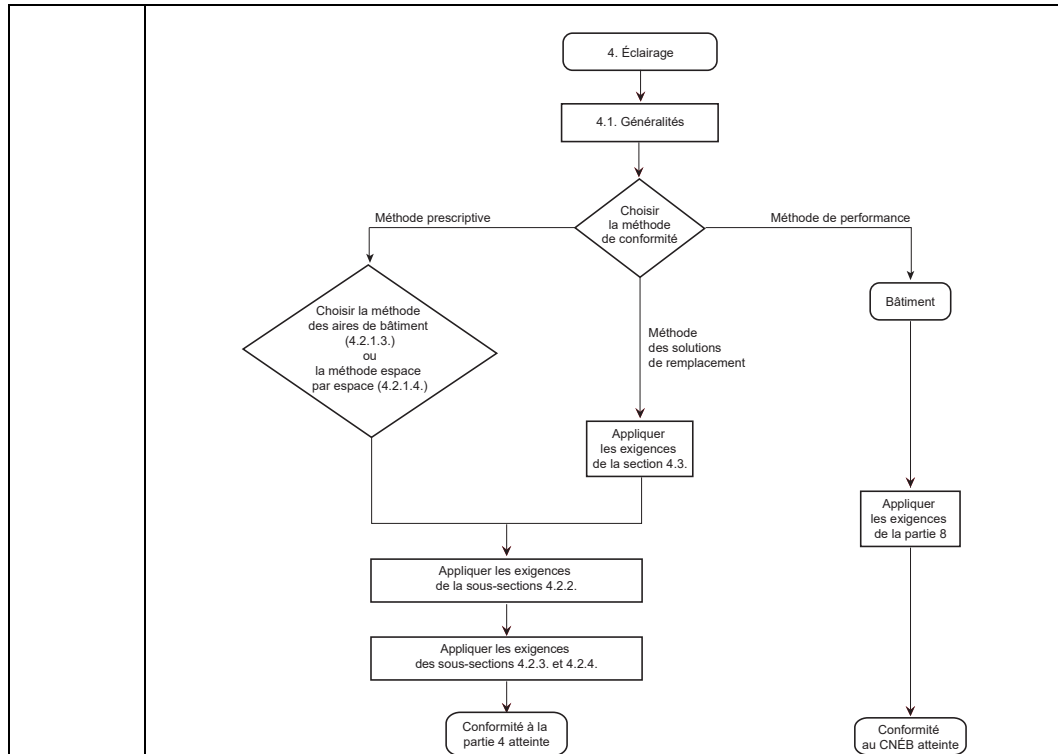 4. Éclairage
4.1. Généralités
Choisir
la méthode
de conformité
Méthode prescriptive
Méthode de performance
Choisir la méthode
des aires de bâtiment
(4.2.1.3.)
ou
la méthode espace
par espace (4.2.1.4.)
Méthode
des solutions
de remplacement
Bâtiment
Appliquer
les exigences
de la section 4.3.
Appliquer
les exigences
de la partie 8
Appliquer les exigences
de la sous-sections 4.2.2.
Appliquer les exigences
des sous-sections 4.2.3. et 4.2.4.
Conformité à la
partie 4 atteinte
Conformité
au CNÉB atteinte